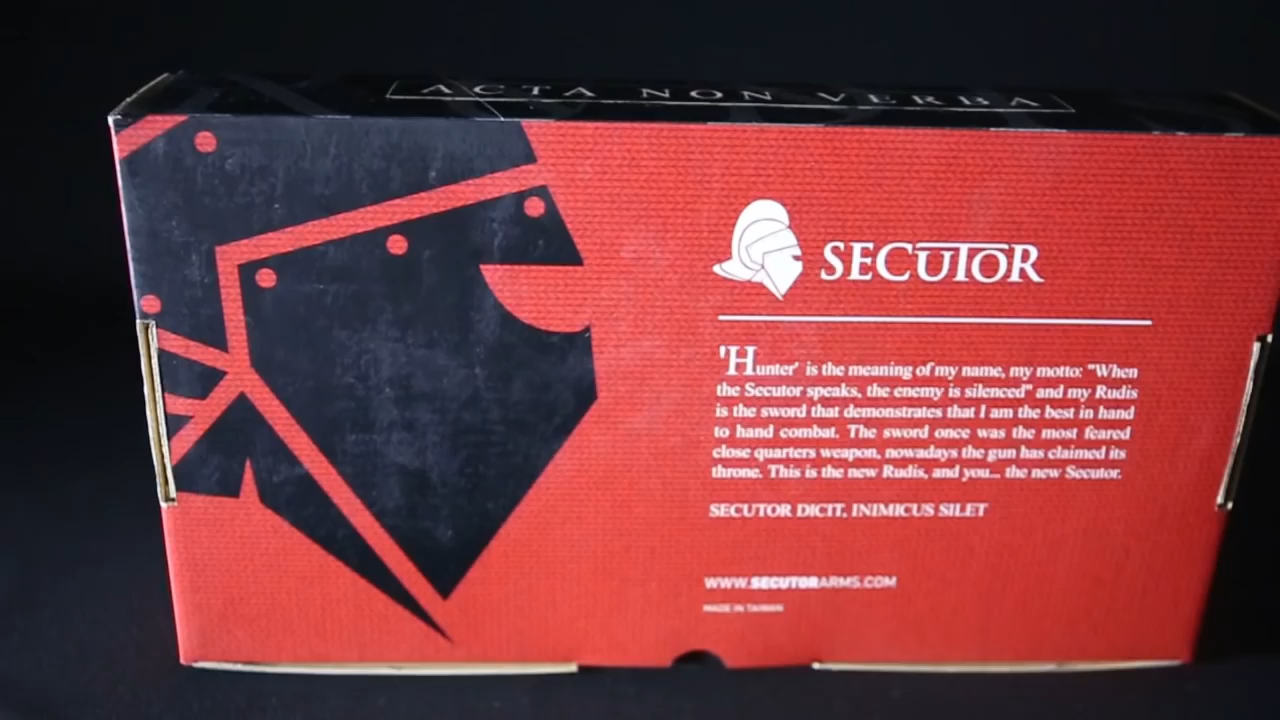 ACTA NON VERBA
SECUTOR
'Hunter' is the meaning of my name, my motto: "When
the Secutor speaks, the enemy is silenced" and my Rudis
is the sword that demonstrates that I am the best in hand
to hand combat. The sword once was the most feared
close quarters weapon, nowadays the gun has claimed its
throne. This is the new Rudis, and you... the new Secutor.
SECUTOR DICIT, INIMICUS SILET
WWW.SECUTORARMS.COM
MADE IN TAIWAN